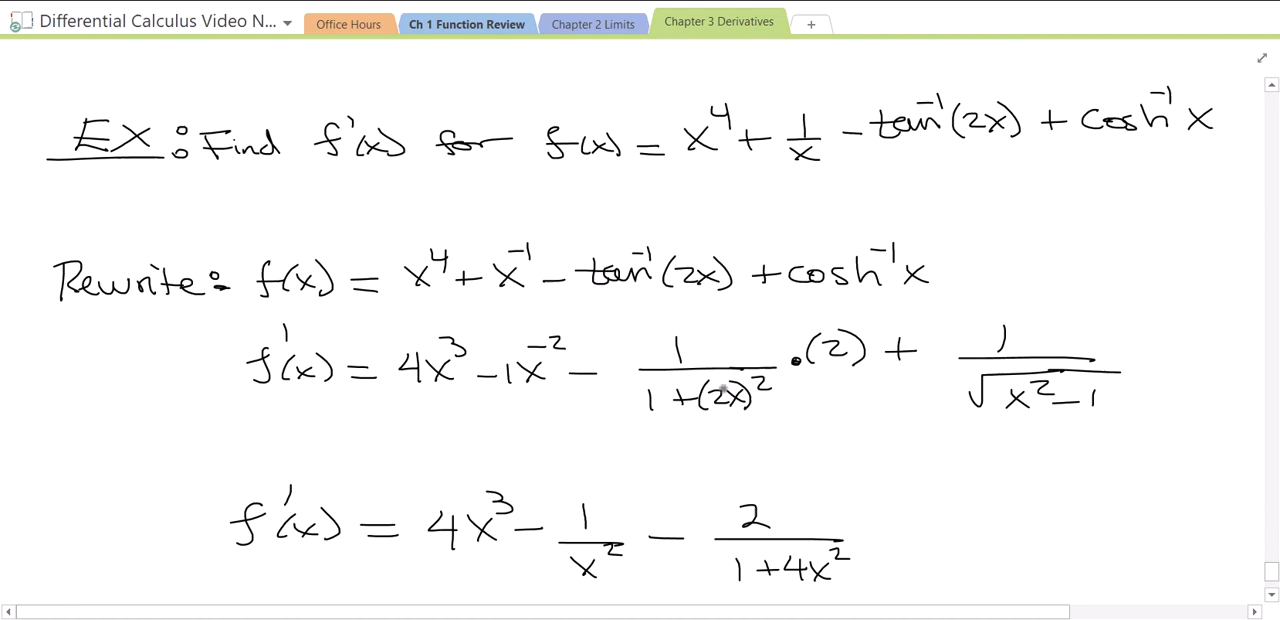 Differential Calculus Video N... Office Hours Ch 1 Function Review Chapter 2 Limits Chapter 3 Derivatives +
EX: Find f'(x) for f(x) = x⁴ + 1/x - tan⁻¹(2x) + cosh⁻¹x
Rewrite: f(x) = x⁴ + x⁻¹ - tan⁻¹(2x) + cosh⁻¹x
f'(x) = 4x³ - 1x⁻² - 1/(1+(2x)²) · (2) + 1/√(x²-1)
f'(x) = 4x³ - 1/x² - 2/(1+4x²)